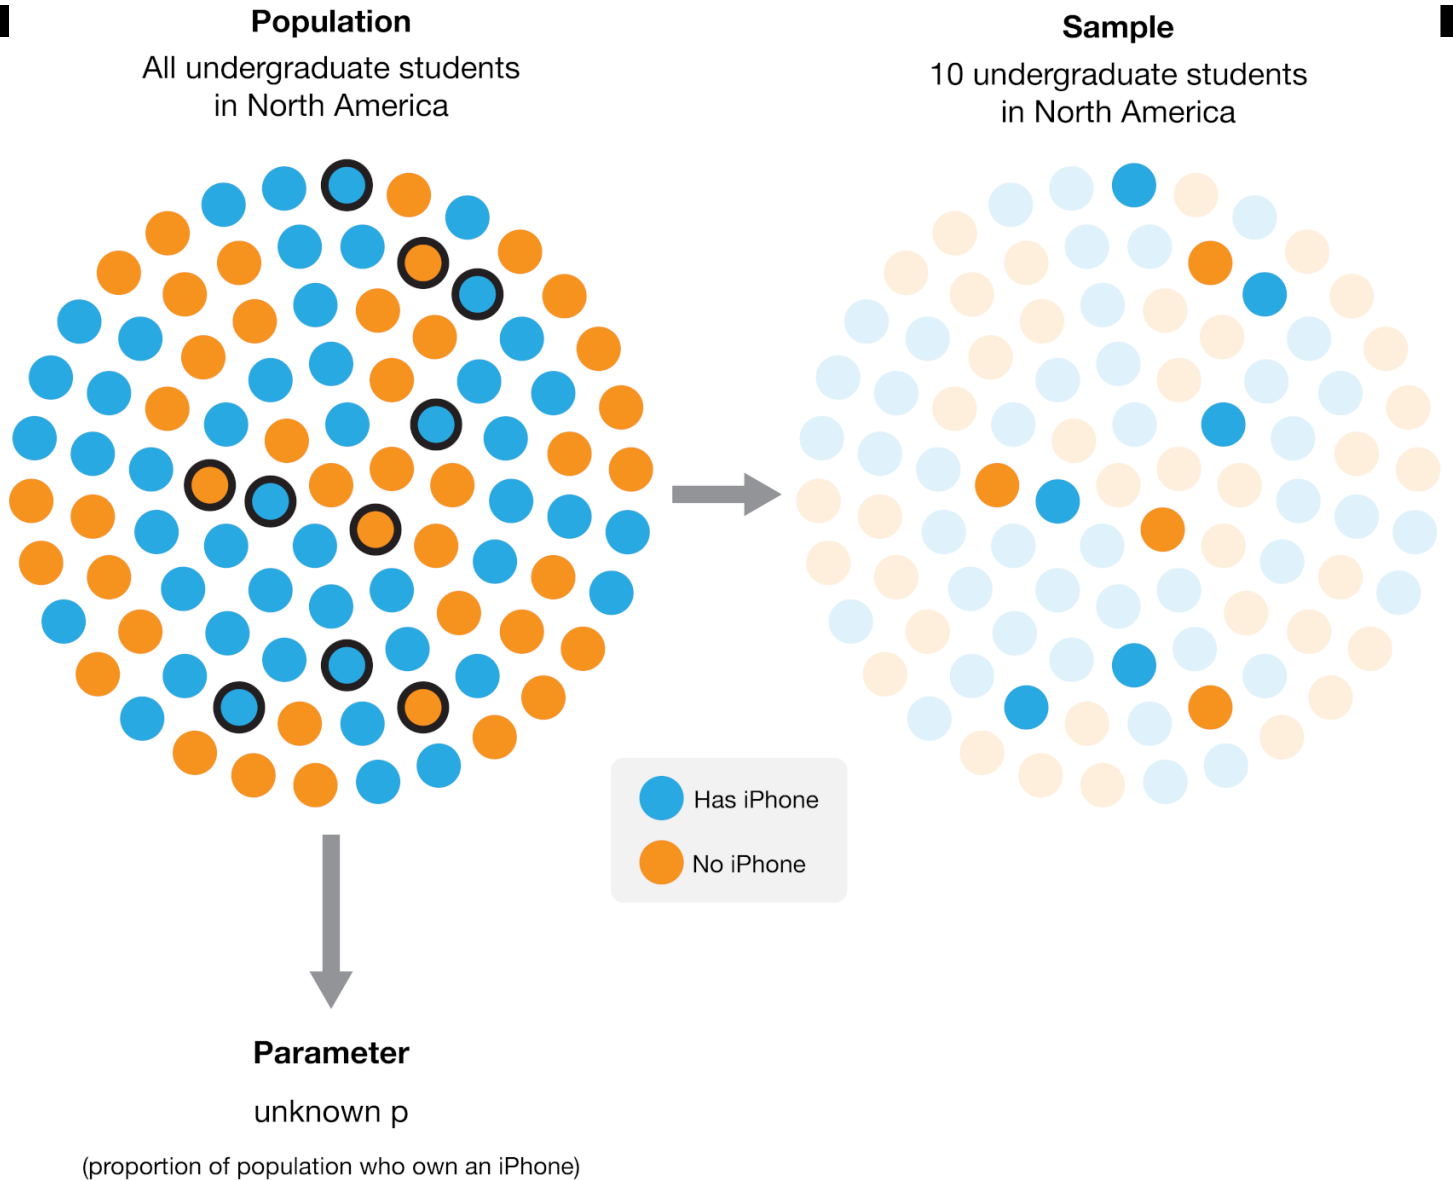 Population
All undergraduate students
in North America
Sample
10 undergraduate students
in North America
Has iPhone
No iPhone
Parameter
unknown p
(proportion of population who own an iPhone)